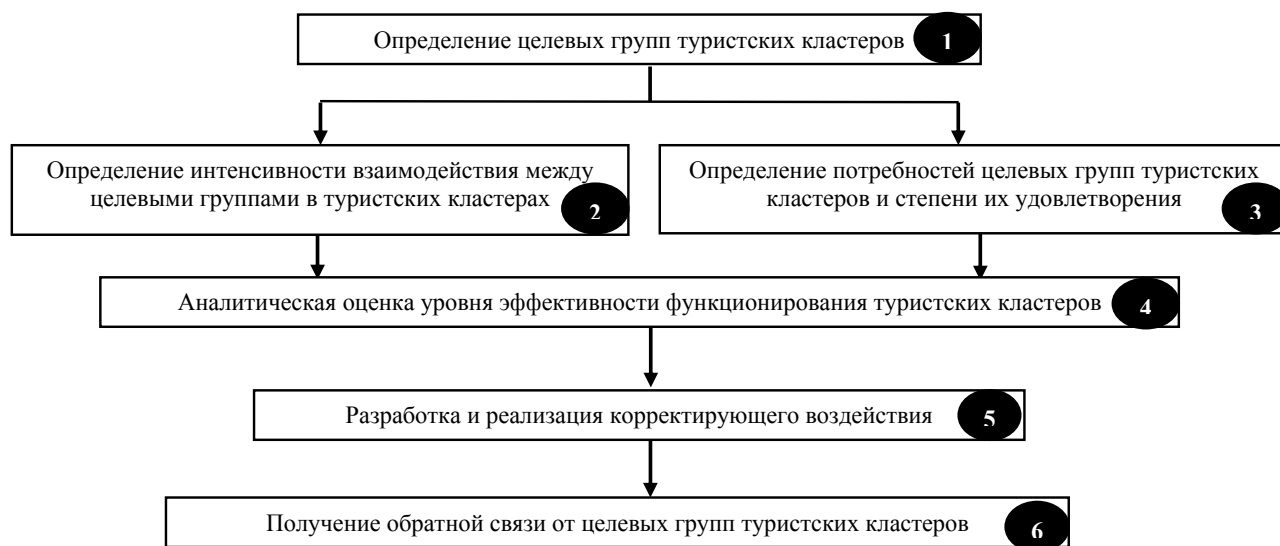 Определение целевых групп туристских кластеров 1
Определение интенсивности взаимодействия между
целевыми группами в туристских кластерах 2
Определение потребностей целевых групп туристских
кластеров и степени их удовлетворения 3
Аналитическая оценка уровня эффективности функционирования туристских кластеров 4
Разработка и реализация корректирующего воздействия 5
Получение обратной связи от целевых групп туристских кластеров 6